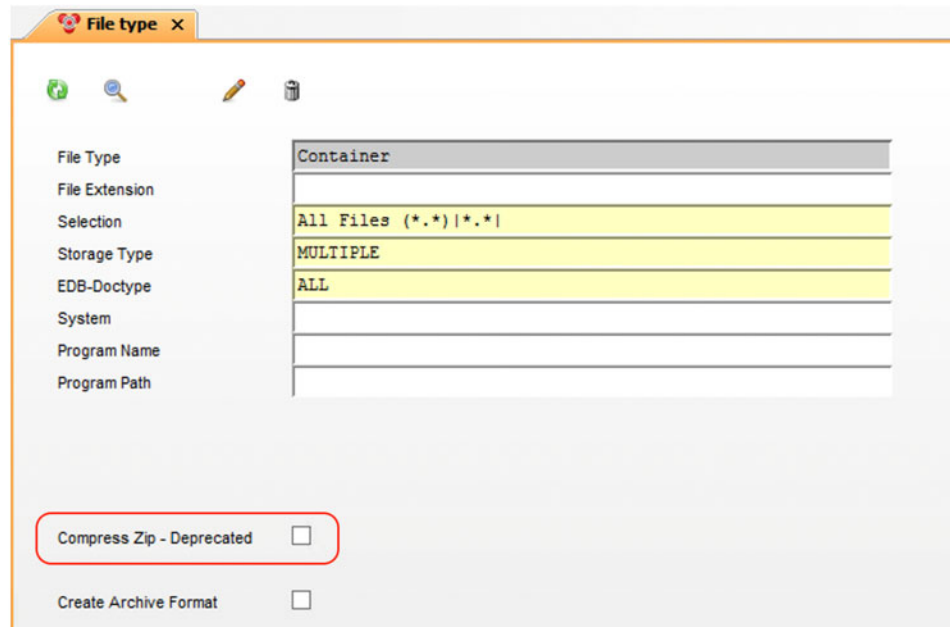 File type X
File Type Container
File Extension
Selection All Files (*.*)|*.*|
Storage Type MULTIPLE
EDB-Doctype ALL
System
Program Name
Program Path
Compress Zip - Deprecated
Create Archive Format